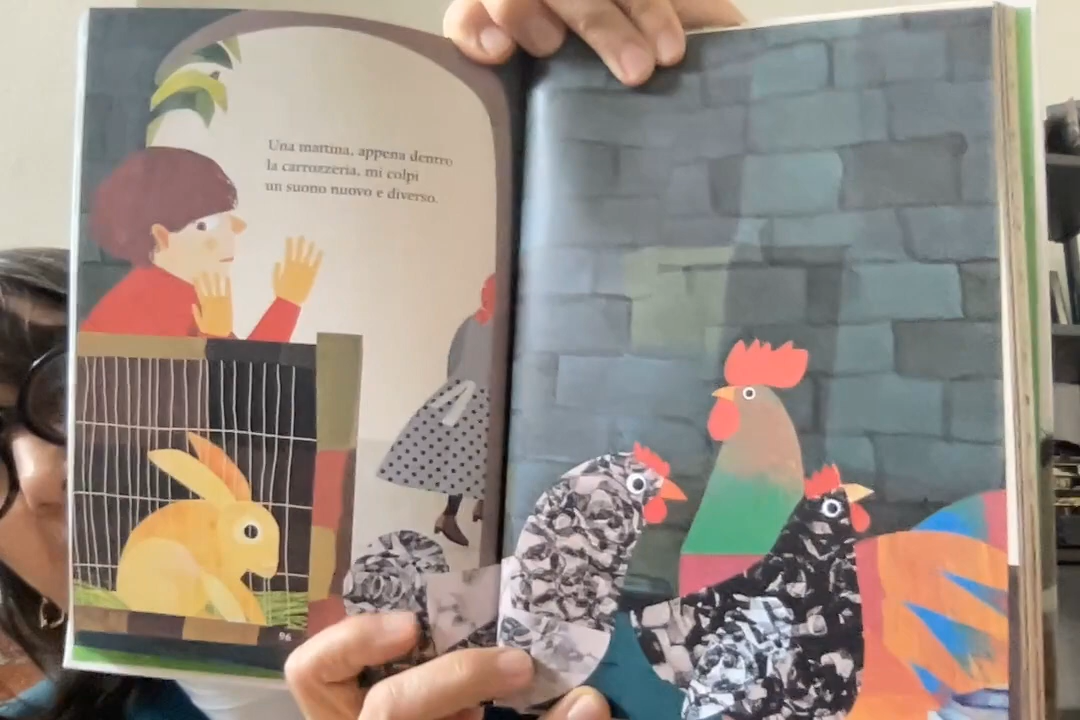 Una mattina, appena dentro
la carrozzeria, mi colpì
un suono nuovo e diverso.
96